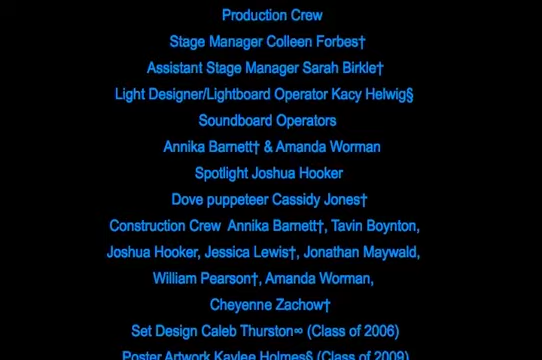 Production Crew
Stage Manager Colleen Forbes†
Assistant Stage Manager Sarah Birkle†
Light Designer/Lightboard Operator Kacy Helwig§
Soundboard Operators
Annika Barnett† & Amanda Worman
Spotlight Joshua Hooker
Dove puppeteer Cassidy Jones†
Construction Crew  Annika Barnett†, Tavin Boynton,
Joshua Hooker, Jessica Lewis†, Jonathan Maywald,
William Pearson†, Amanda Worman,
Cheyenne Zachow†
Set Design Caleb Thurston∞ (Class of 2006)
Poster Artwork Kaylee Holmes§ (Class of 2009)